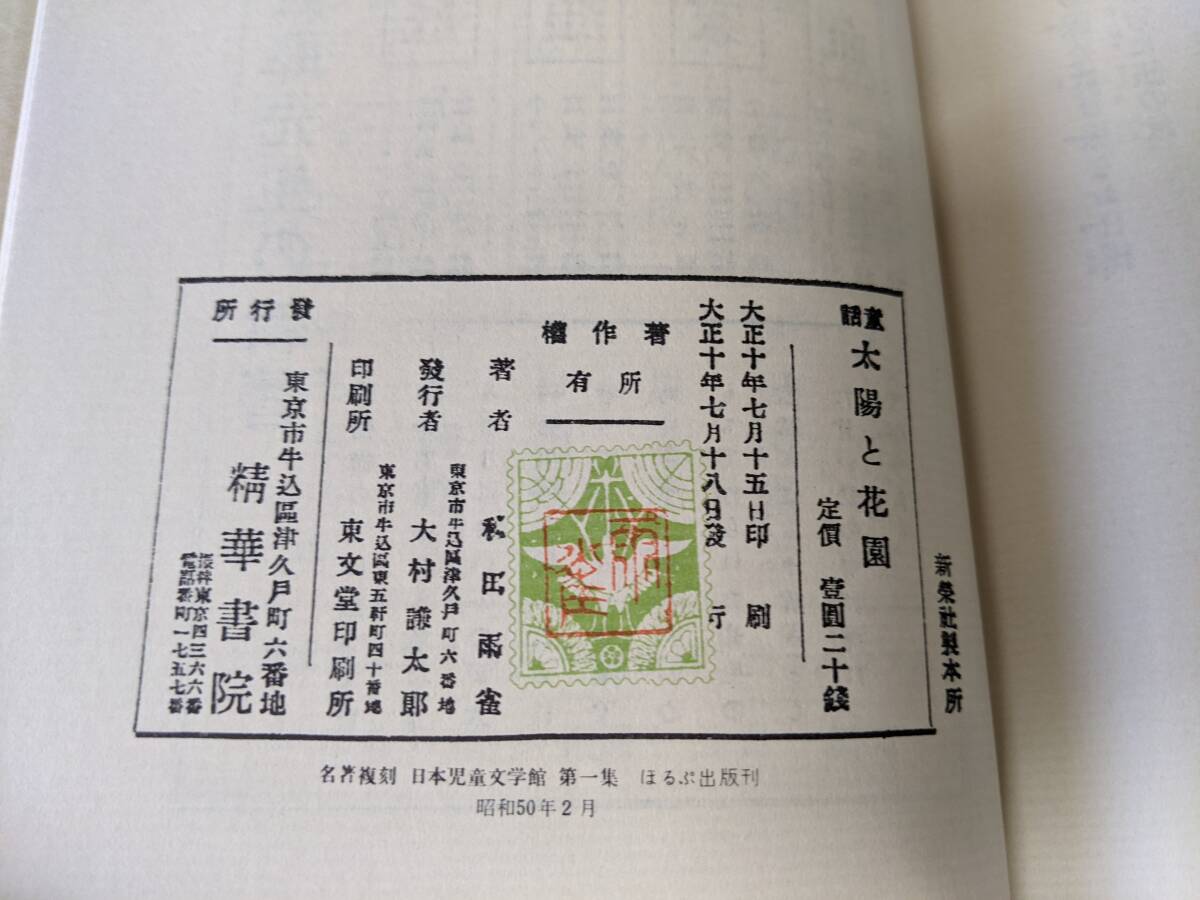 童話 太陽と花園
定價 壹圓二十錢
大正十年七月十五日印刷
大正十年七月十八日發行
著作權
所有
著者 秋田雨雀
東京市牛込區津久戸町六番地
發行者 大村謙太郎
東京市牛込區東五軒町四十番地
印刷所 東文堂印刷所
發行所
東京市牛込區津久戸町六番地
精華書院
振替東京四三六六番
電話番町一七五七番
新榮社製本所
雨雀
名著複刻 日本児童文学館 第一集 ほるぷ出版刊
昭和50年2月